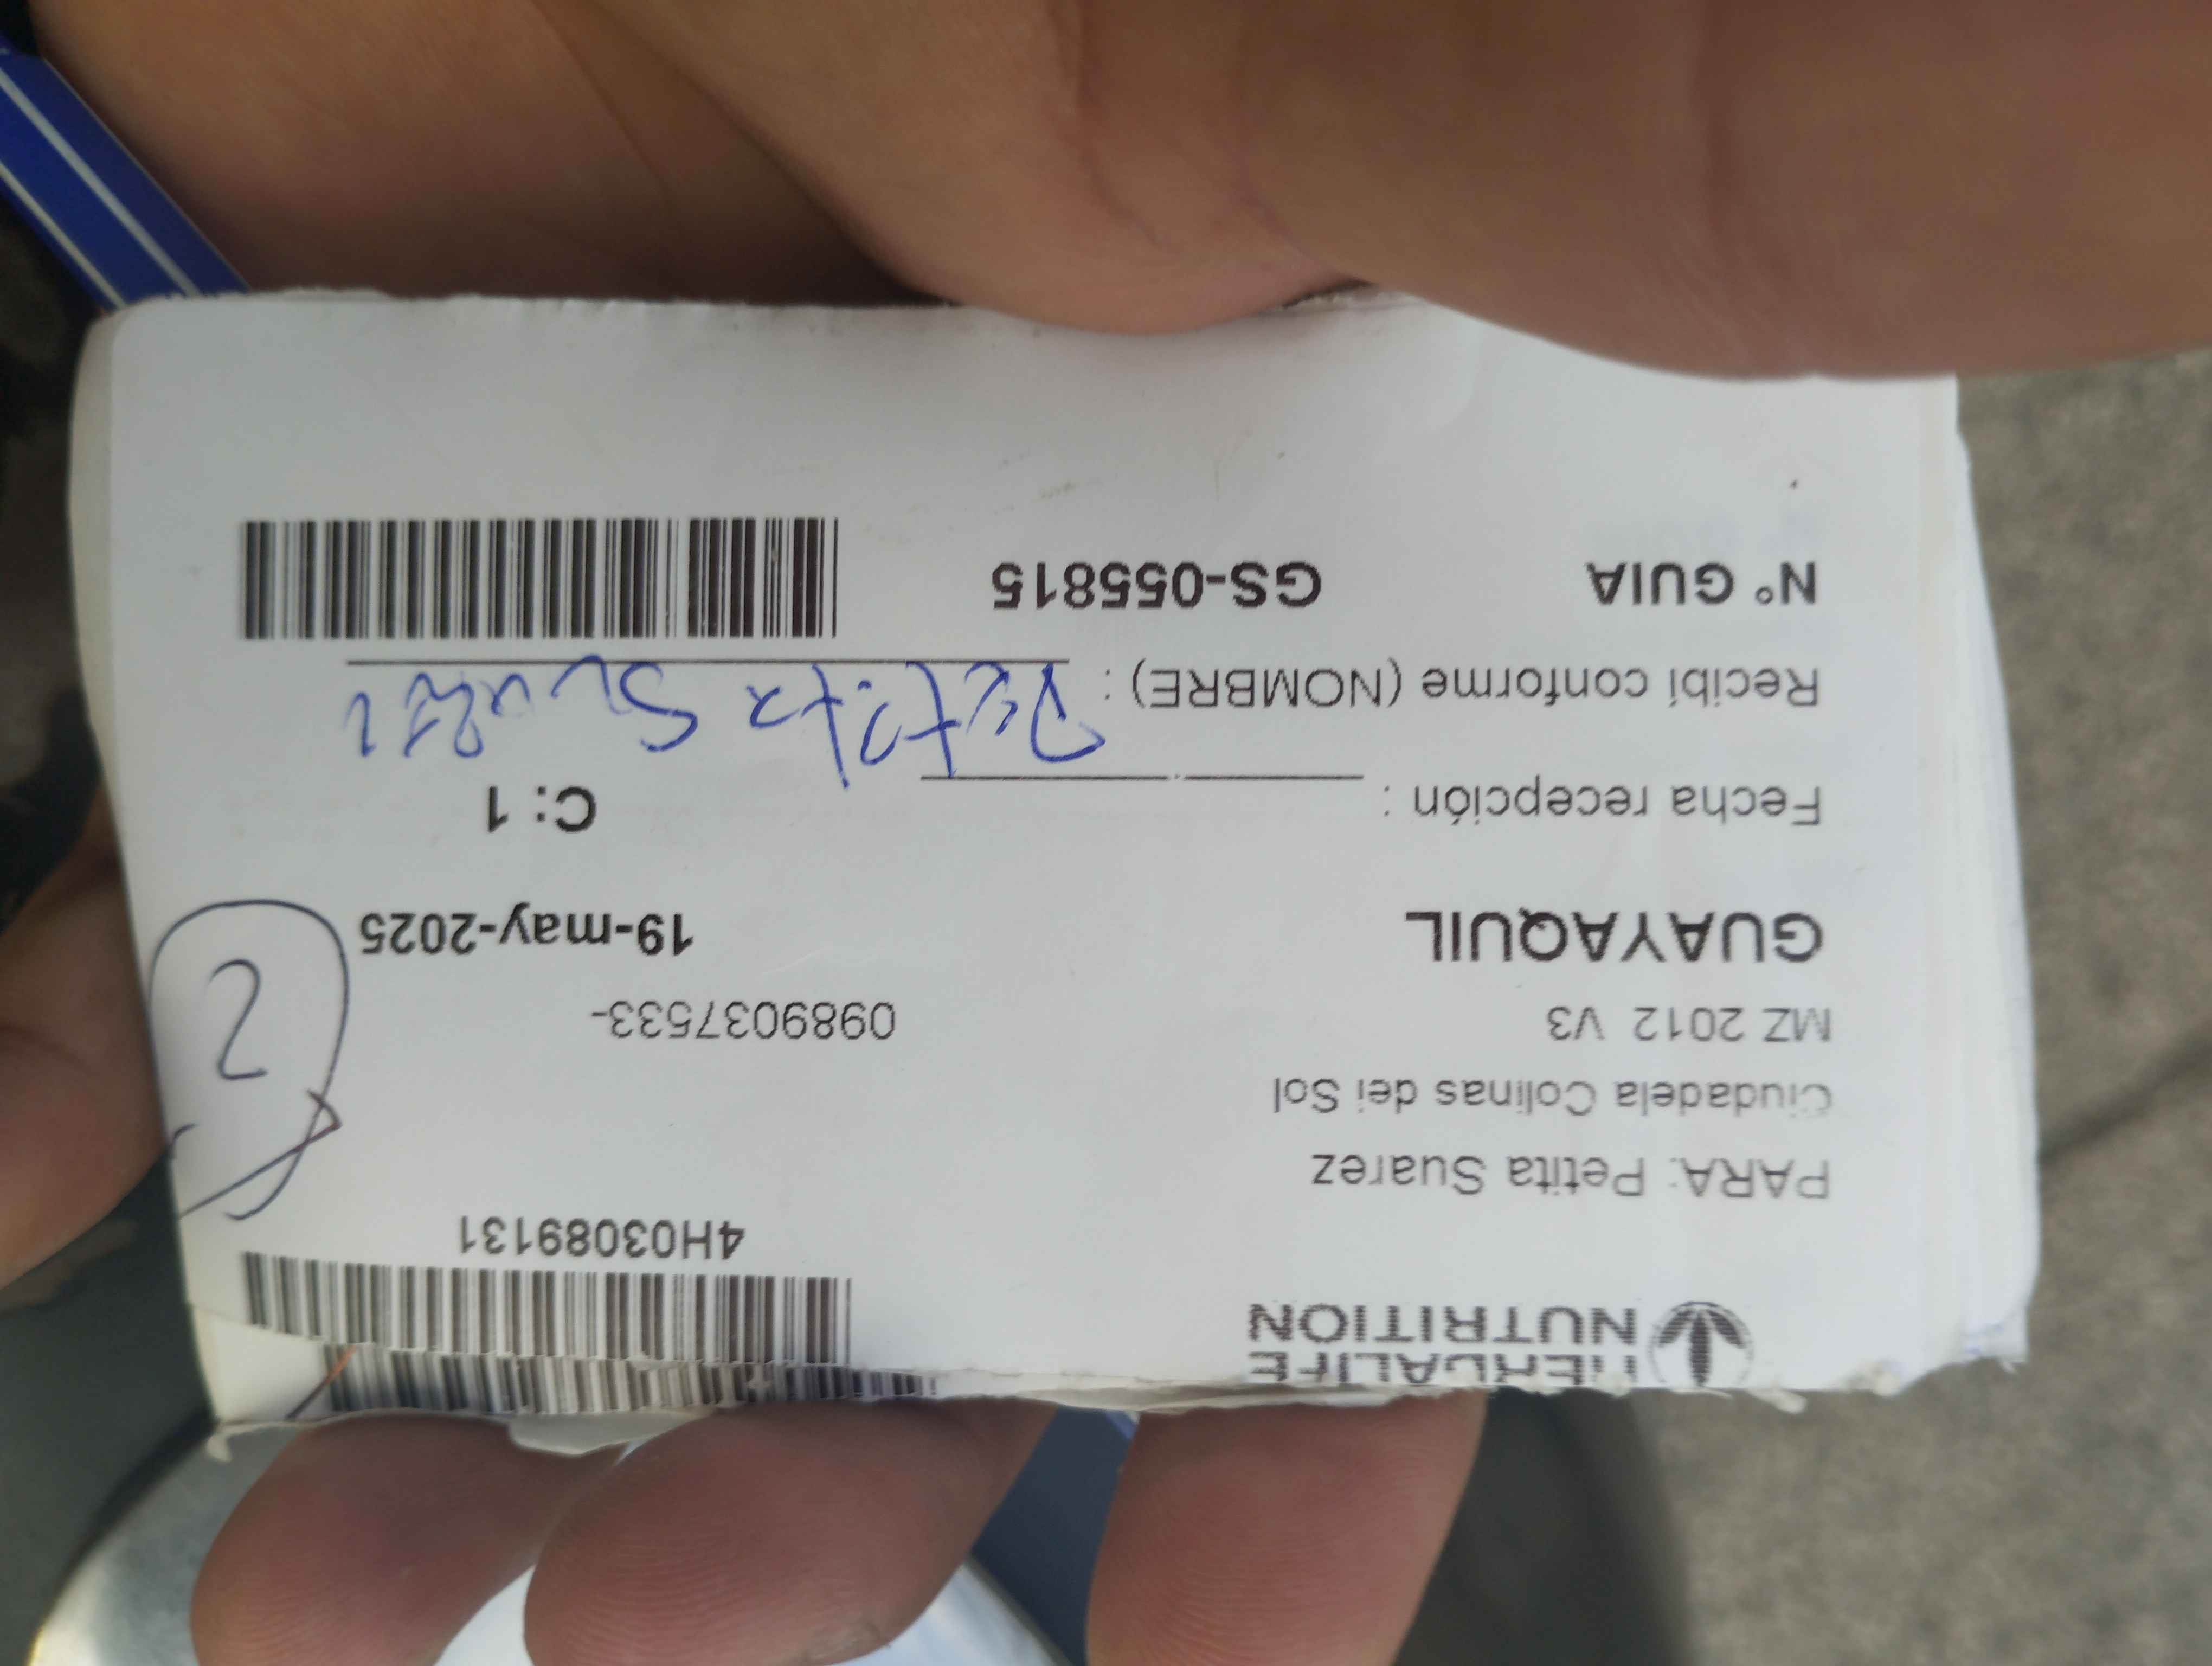 HERBALIFE
NUTRITION
4H03089131
PARA: Petita Suarez
Ciudadela Colinas del Sol
MZ 2012 V3
0989037533-
2
GUAYAQUIL
19-may-2025
C: 1
Fecha recepción :
Recibí conforme (NOMBRE) : Petita Suarez
N° GUIA GS-055815